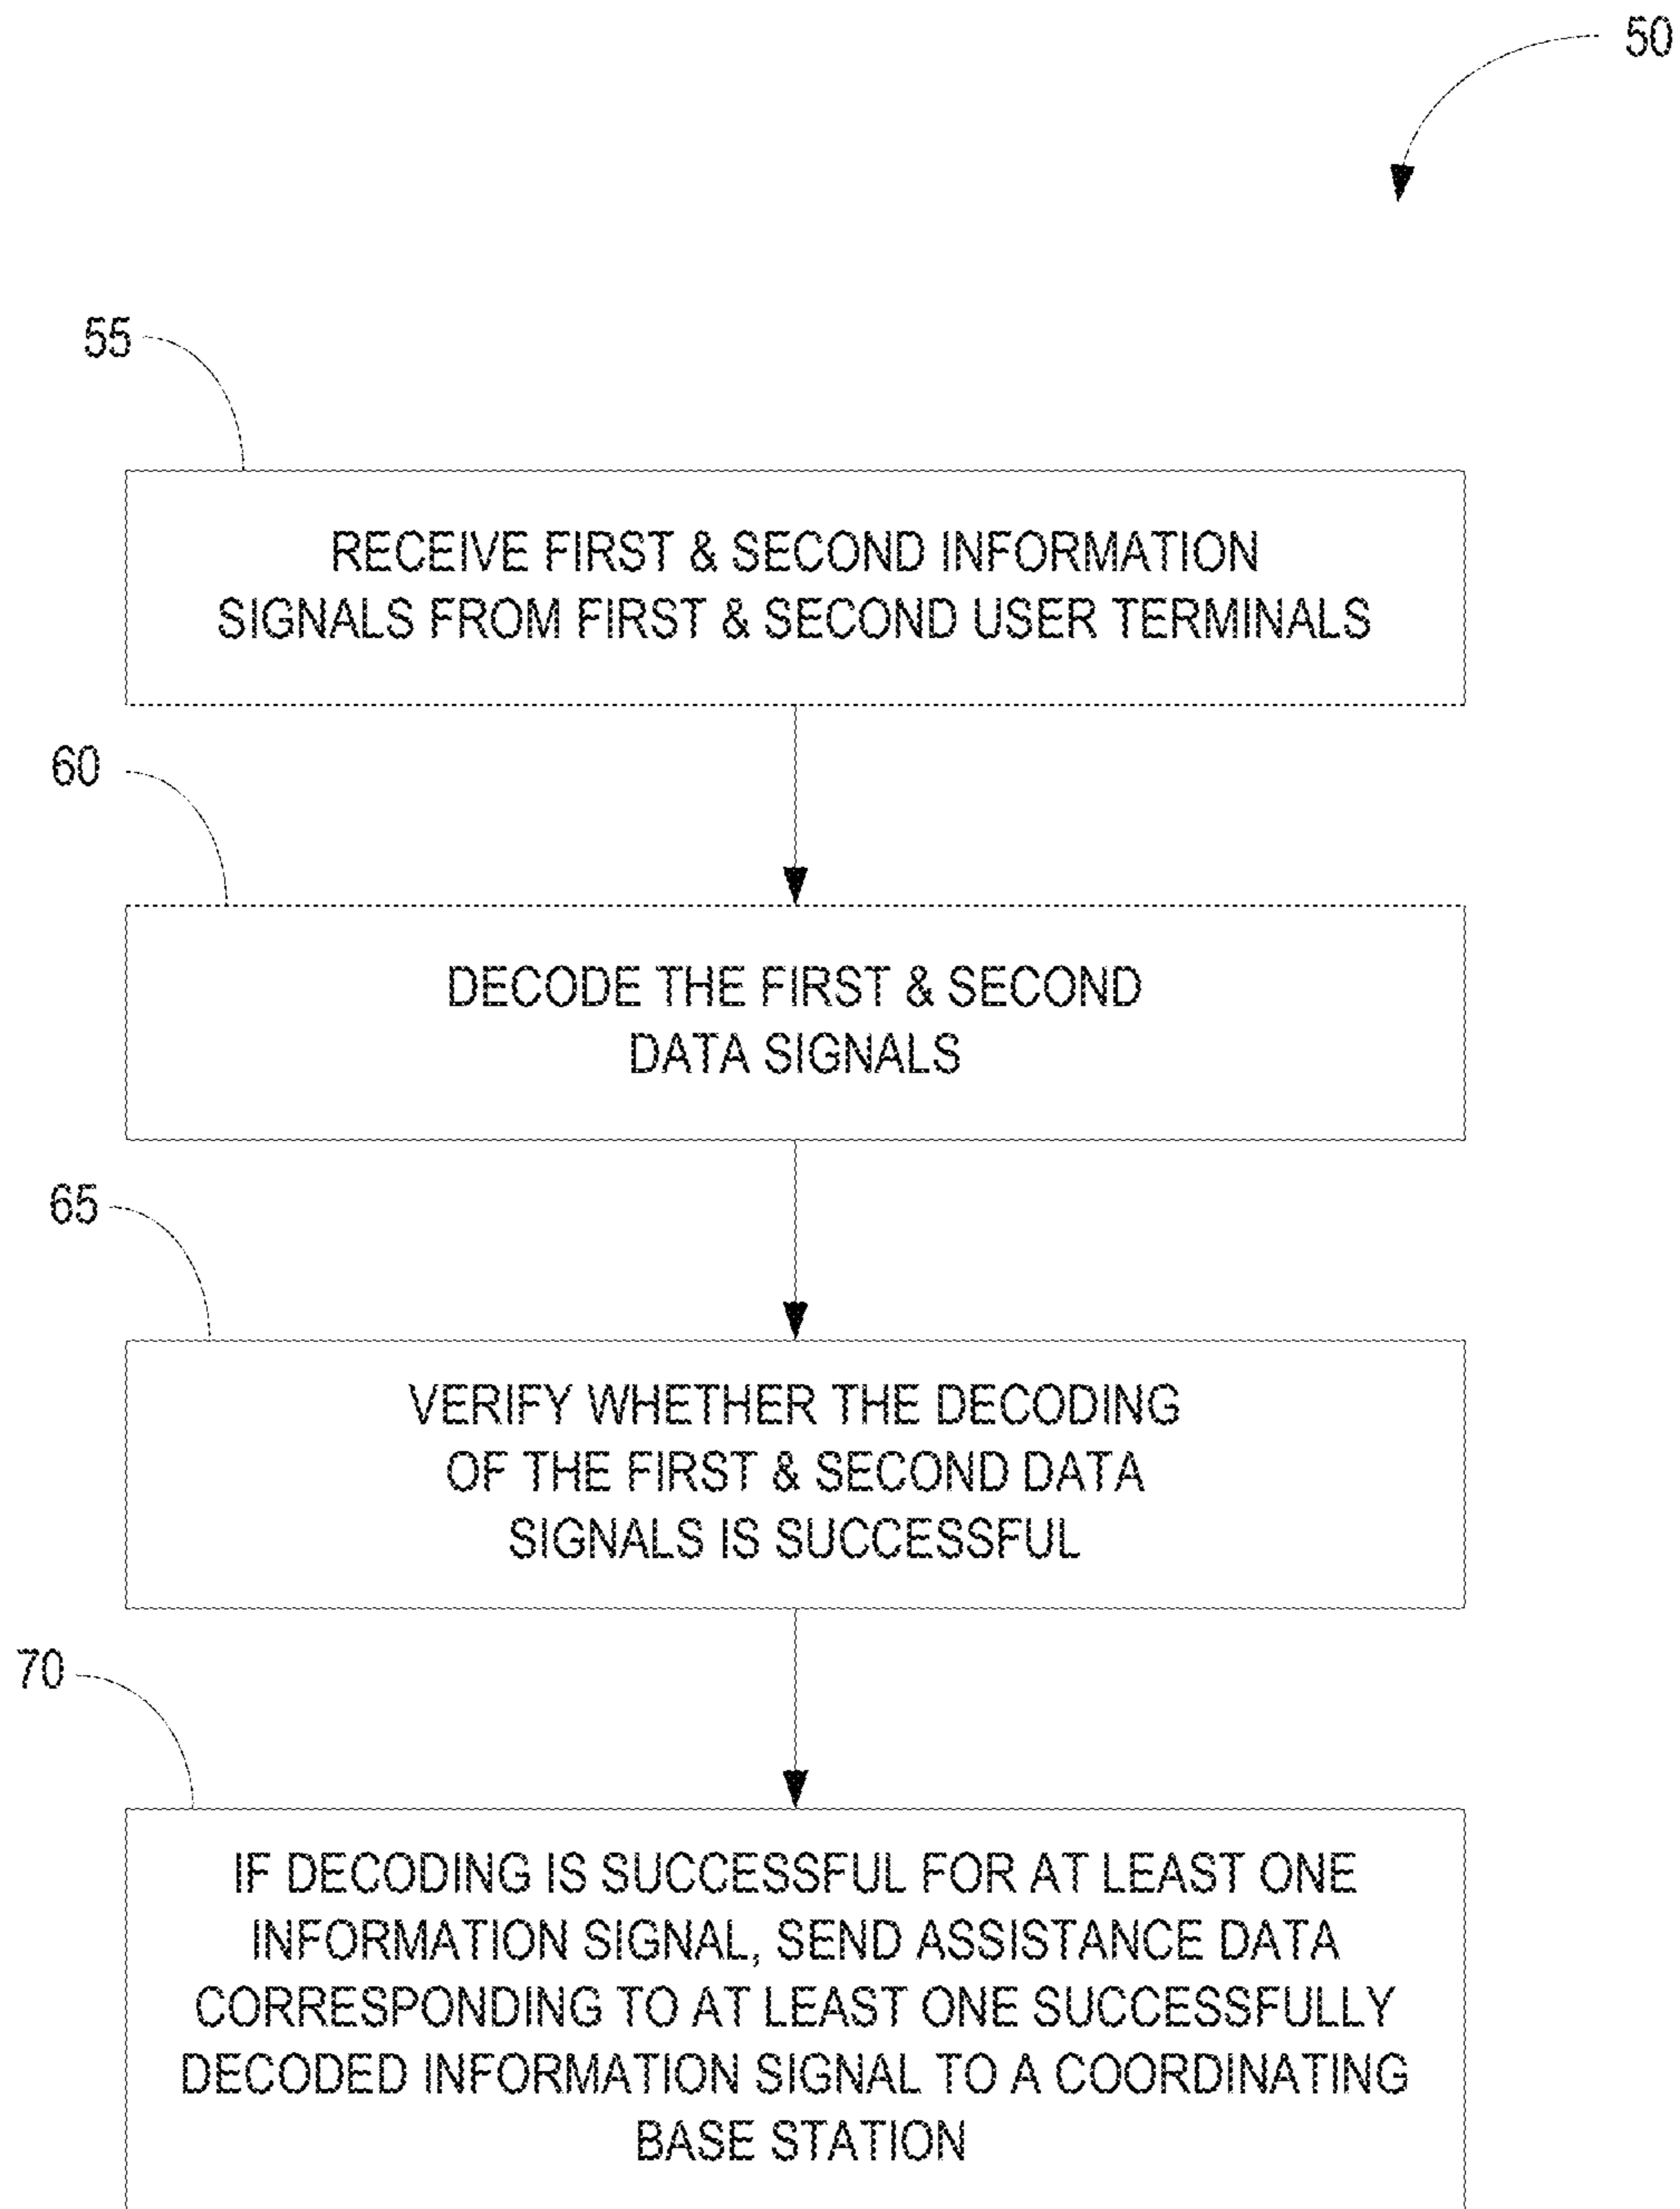 50
55
RECEIVE FIRST & SECOND INFORMATION
SIGNALS FROM FIRST & SECOND USER TERMINALS
60
DECODE THE FIRST & SECOND
DATA SIGNALS
65
VERIFY WHETHER THE DECODING
OF THE FIRST & SECOND DATA
SIGNALS IS SUCCESSFUL
70
IF DECODING IS SUCCESSFUL FOR AT LEAST ONE
INFORMATION SIGNAL, SEND ASSISTANCE DATA
CORRESPONDING TO AT LEAST ONE SUCCESSFULLY
DECODED INFORMATION SIGNAL TO A COORDINATING
BASE STATION